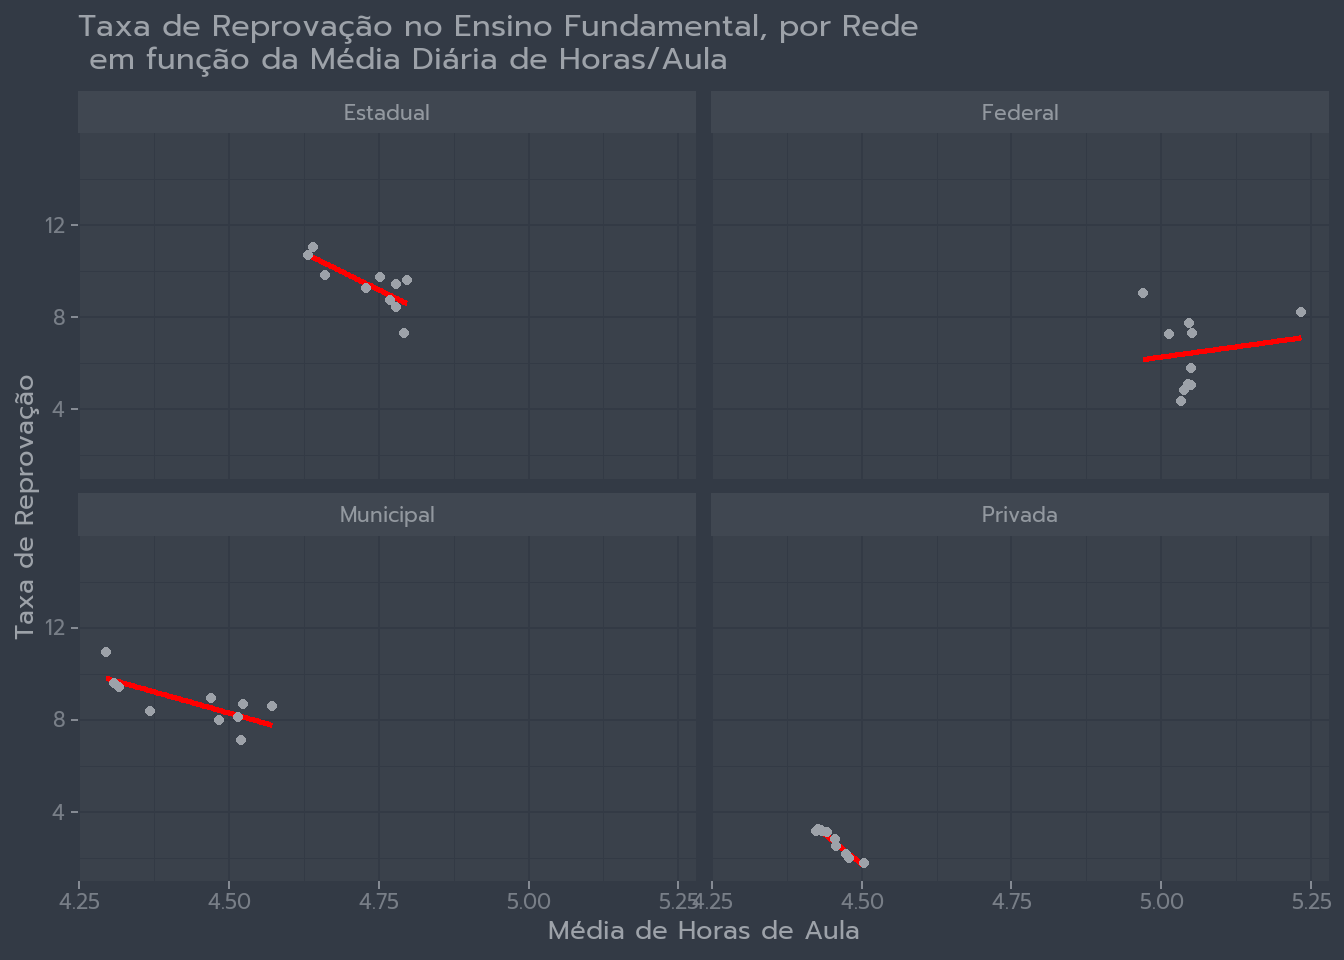 Taxa de Reprovação no Ensino Fundamental, por Rede
em função da Média Diária de Horas/Aula
Estadual
Federal
12
8
4
Taxa de Reprovação
Municipal
Privada
12
8
4
4.25 4.50 4.75 5.00 5.25 4.25 4.50 4.75 5.00 5.25
Média de Horas de Aula